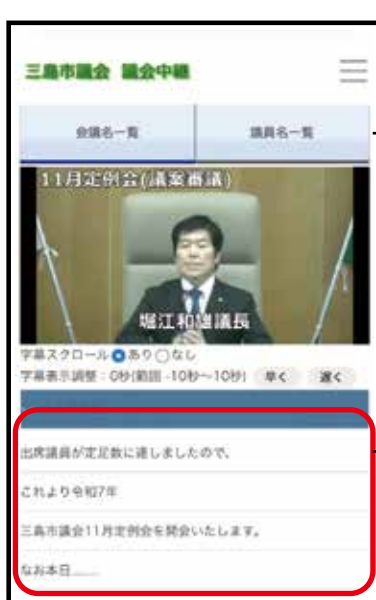 三島市議会 議会中継
会議名一覧
議員名一覧
11月定例会(議案審議)
堀江和雄議長
字幕スクロール あり なし
字幕表示調整:0秒(範囲 -10秒~10秒) 早く 遅く
出席議員が定足数に達しましたので、
これより令和7年
三島市議会11月定例会を開会いたします。
なお本日……